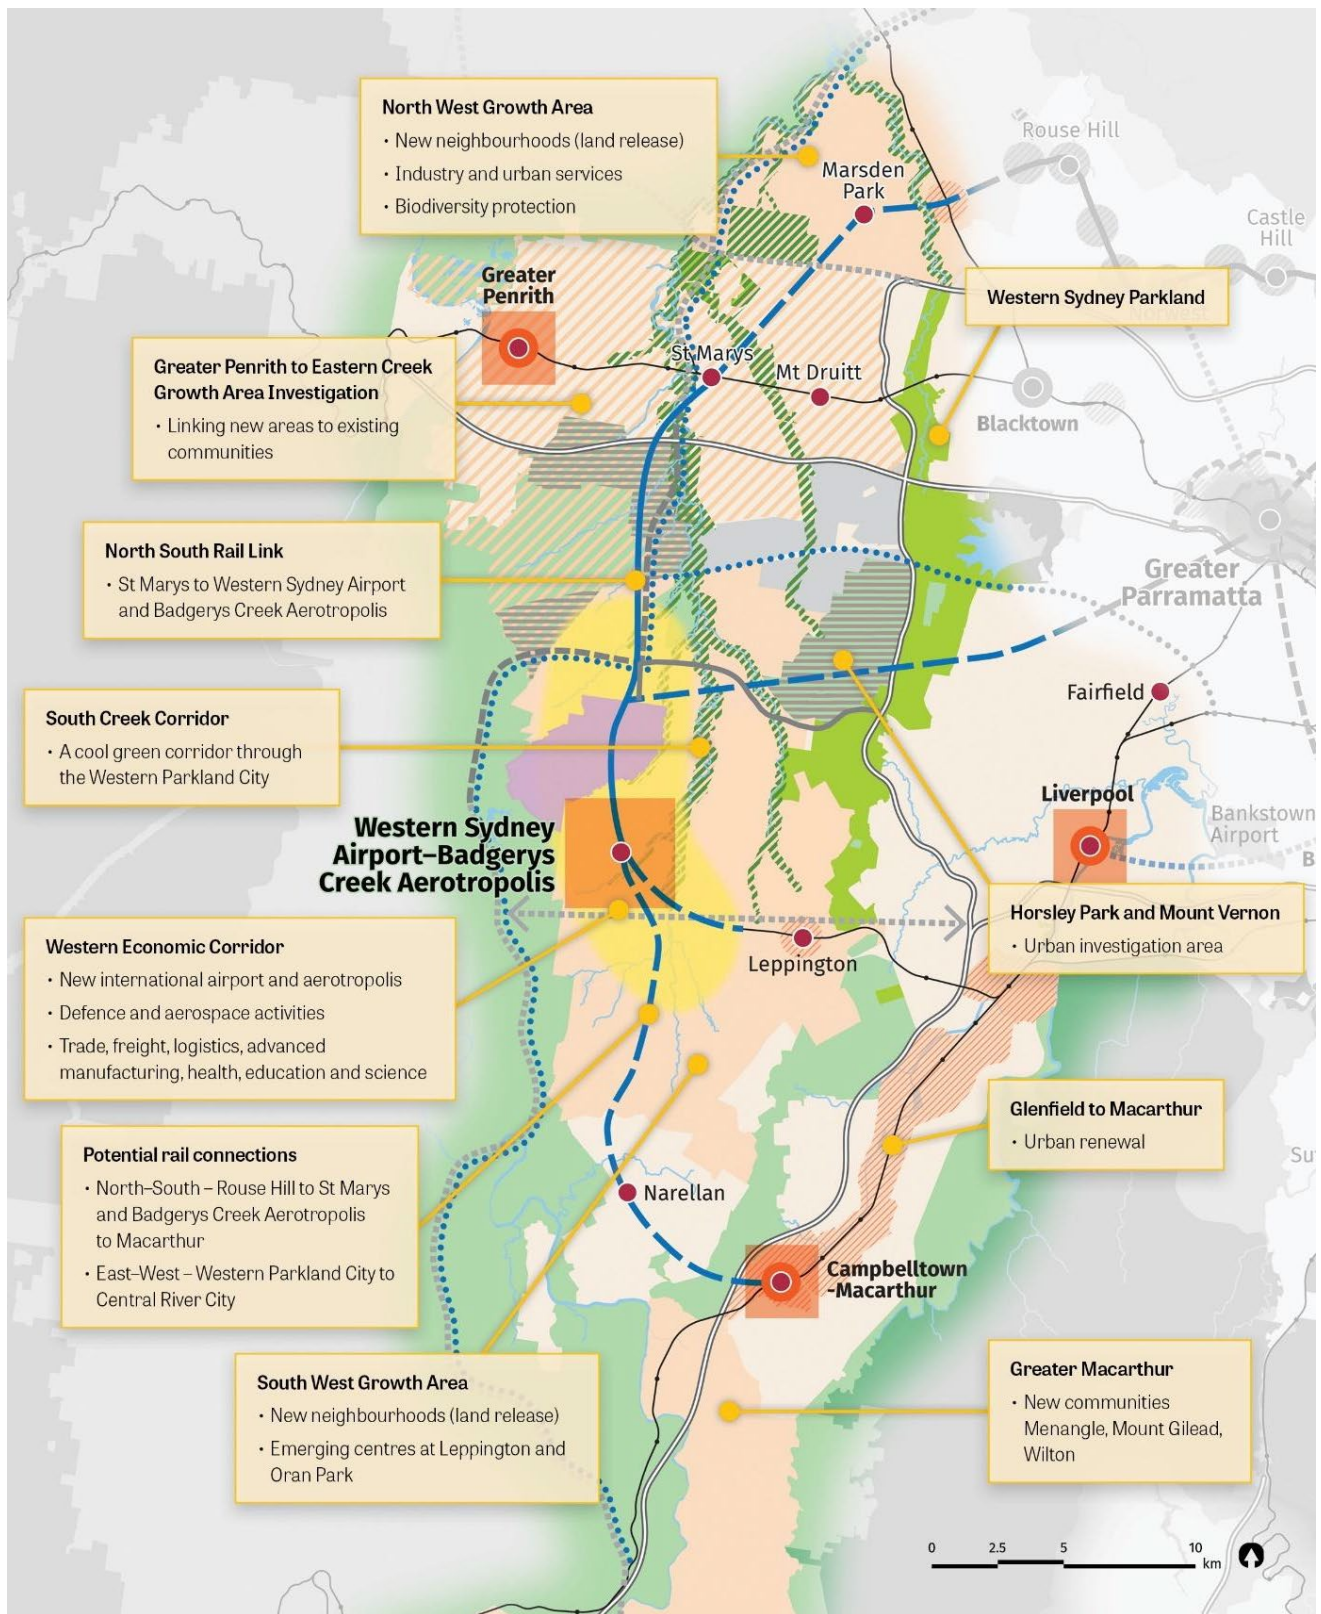 North West Growth Area
• New neighbourhoods (land release)
• Industry and urban services
• Biodiversity protection
Rouse Hill
Marsden
Park
Castle
Hill
Greater
Penrith
Western Sydney Parkland
Norwest
Greater Penrith to Eastern Creek
Growth Area Investigation
• Linking new areas to existing
communities
St Marys
Mt Druitt
Blacktown
North South Rail Link
• St Marys to Western Sydney Airport
and Badgerys Creek Aerotropolis
Greater
Parramatta
South Creek Corridor
• A cool green corridor through
the Western Parkland City
Fairfield
Liverpool
Bankstown
Airport
B
Western Sydney
Airport–Badgerys
Creek Aerotropolis
Horsley Park and Mount Vernon
• Urban investigation area
Western Economic Corridor
• New international airport and aerotropolis
• Defence and aerospace activities
• Trade, freight, logistics, advanced
manufacturing, health, education and science
Leppington
Glenfield to Macarthur
• Urban renewal
Su
Potential rail connections
• North–South – Rouse Hill to St Marys
and Badgerys Creek Aerotropolis
to Macarthur
• East–West – Western Parkland City to
Central River City
Narellan
Campbelltown
-Macarthur
South West Growth Area
• New neighbourhoods (land release)
• Emerging centres at Leppington and
Oran Park
Greater Macarthur
• New communities
Menangle, Mount Gilead,
Wilton
0 2.5 5 10
km